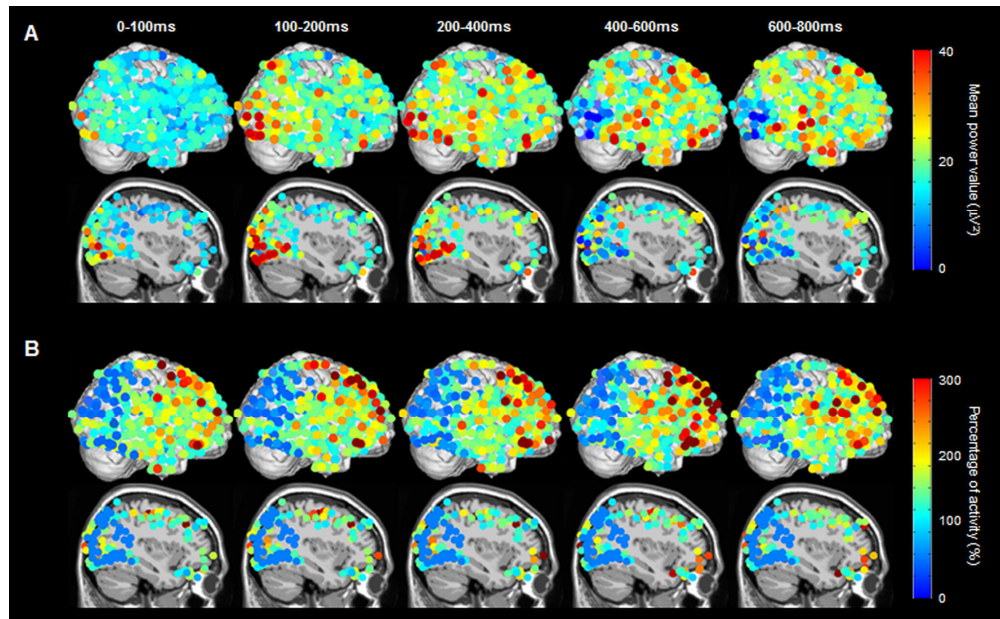 0-100ms 100-200ms 200-400ms 400-600ms 600-800ms
A
40
20
0
Mean power value (µV²)
B
300
200
100
0
Percentage of activity (%)